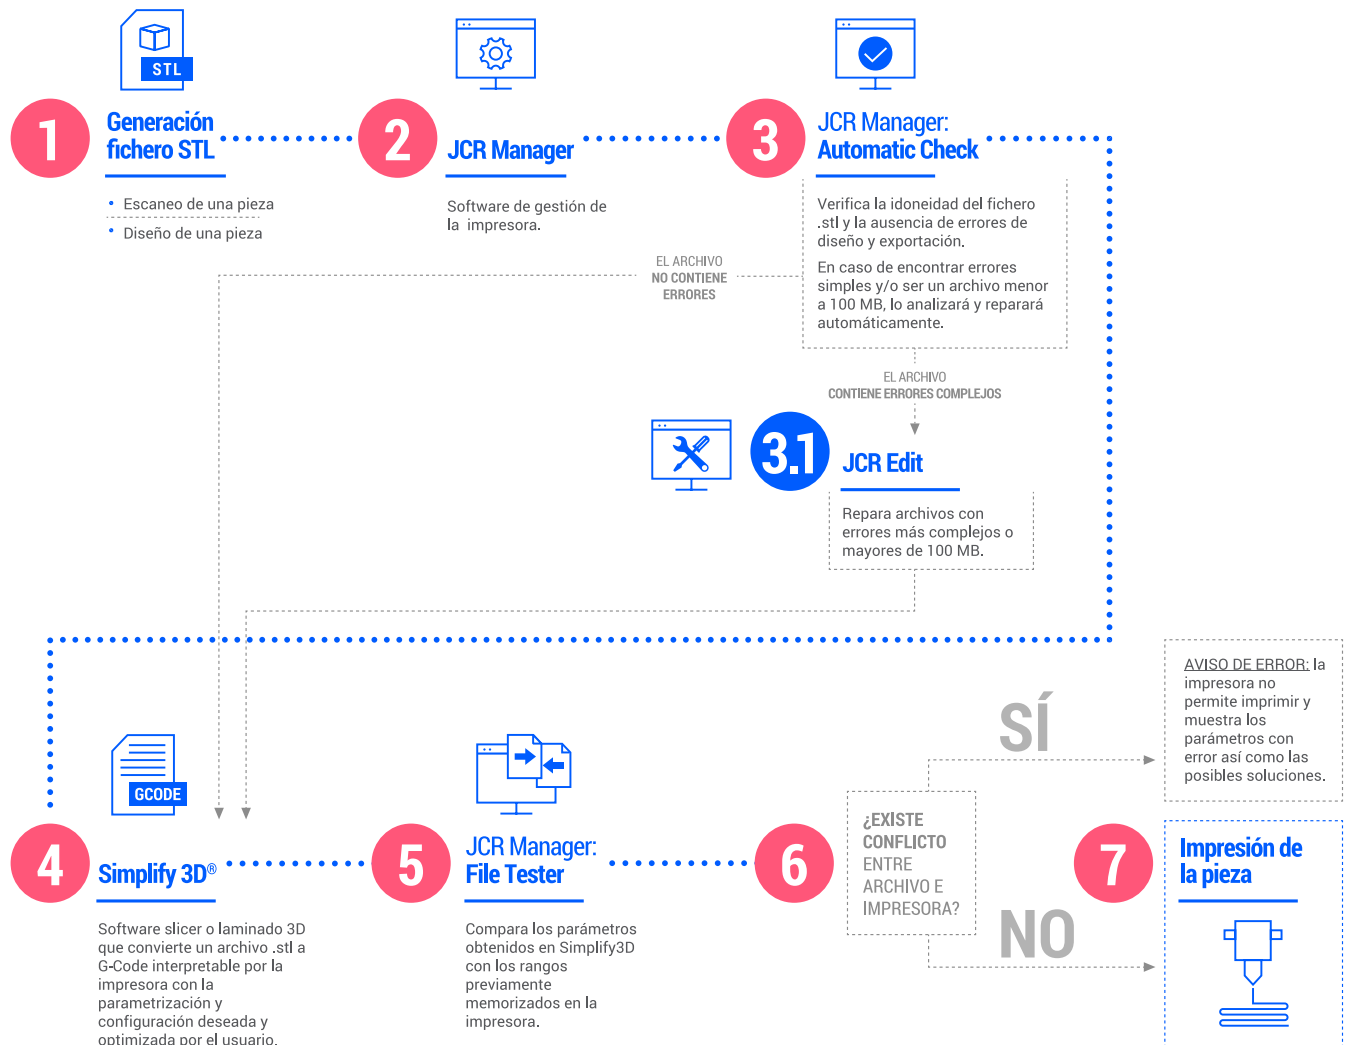 STL
1
Generación
fichero STL
• Escaneo de una pieza
• Diseño de una pieza
2
JCR Manager
Software de gestión de
la impresora.
3
JCR Manager:
Automatic Check
Verifica la idoneidad del fichero
.stl y la ausencia de errores de
diseño y exportación.
En caso de encontrar errores
simples y/o ser un archivo menor
a 100 MB, lo analizará y reparará
automáticamente.
EL ARCHIVO
NO CONTIENE
ERRORES
EL ARCHIVO
CONTIENE ERRORES COMPLEJOS
3.1
JCR Edit
Repara archivos con
errores más complejos o
mayores de 100 MB.
GCODE
4
Simplify 3D®
Software slicer o laminado 3D
que convierte un archivo .stl a
G-Code interpretable por la
impresora con la
parametrización y
configuración deseada y
optimizada por el usuario.
5
JCR Manager:
File Tester
Compara los parámetros
obtenidos en Simplify3D
con los rangos
previamente
memorizados en la
impresora.
6
¿EXISTE
CONFLICTO
ENTRE
ARCHIVO E
IMPRESORA?
SÍ
AVISO DE ERROR: la
impresora no
permite imprimir y
muestra los
parámetros con
error así como las
posibles soluciones.
NO
7
Impresión de
la pieza